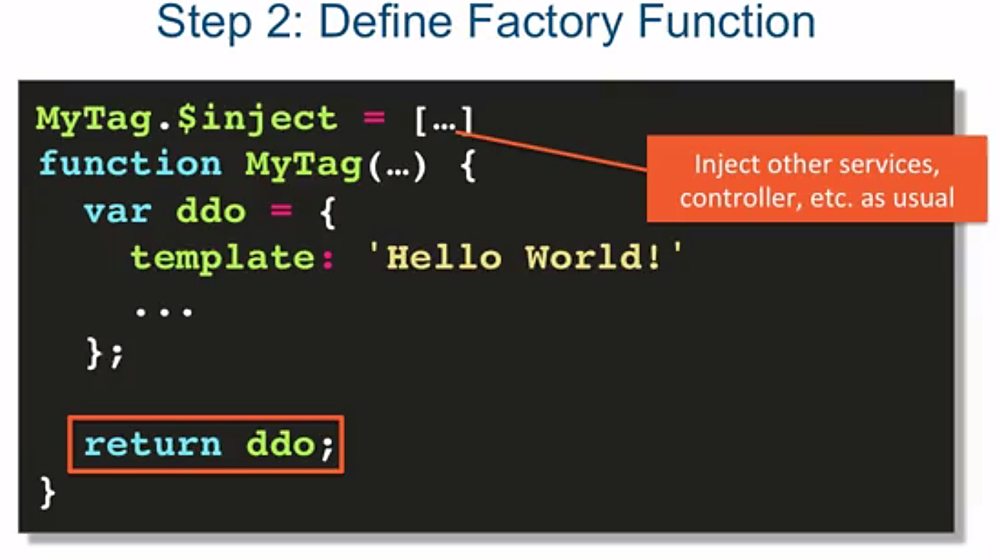 Step 2: Define Factory Function
MyTag.$inject = […]
function MyTag(…) {
  var ddo = {
    template: 'Hello World!'
    ...
  };
  return ddo;
}
Inject other services,
controller, etc. as usual